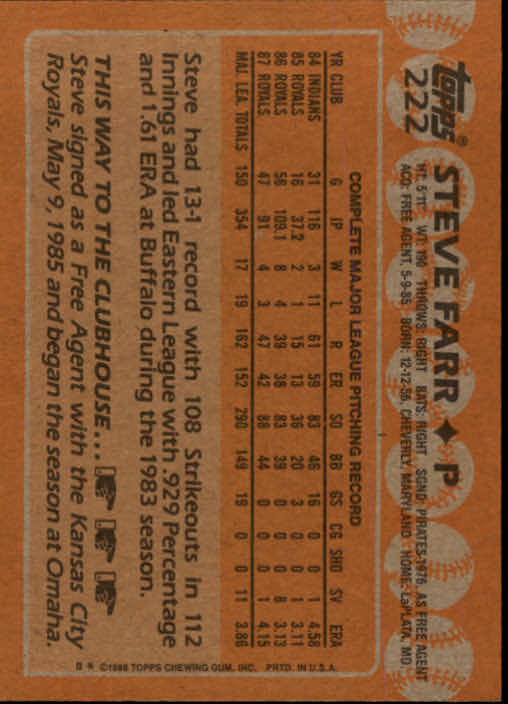 topps®
222
STEVE FARR ♦ P
HT: 5'11" WT: 190 THROWS: RIGHT BATS: RIGHT SGND: PIRATES-1976, AS FREE AGENT
ACQ: FREE AGENT, 5-9-85 BORN: 12-12-56, CHEVERLY, MARYLAND HOME: LaPLATA, MD.
COMPLETE MAJOR LEAGUE PITCHING RECORD
YR CLUB G IP W L R ER SO BB GS CG SHO SV ERA
84 INDIANS 31 116 3 11 61 59 83 46 16 0 0 1 4.58
85 ROYALS 16 37.2 2 1 15 13 36 20 3 0 0 1 3.11
86 ROYALS 56 109.1 8 4 39 38 83 39 0 0 0 8 3.13
87 ROYALS 47 91 4 3 47 42 88 44 0 0 0 1 4.15
MAJ. LEA. TOTALS 150 354 17 19 162 152 290 149 19 0 0 11 3.86
Steve had 13-1 record with 108 Strikeouts in 112
Innings and led Eastern League with .929 Percentage
and 1.61 ERA at Buffalo during the 1983 season.
THIS WAY TO THE CLUBHOUSE...
Steve signed as a Free Agent with the Kansas City
Royals, May 9, 1985 and began the season at Omaha.
©1988 TOPPS CHEWING GUM, INC. PRTD. IN U.S.A.